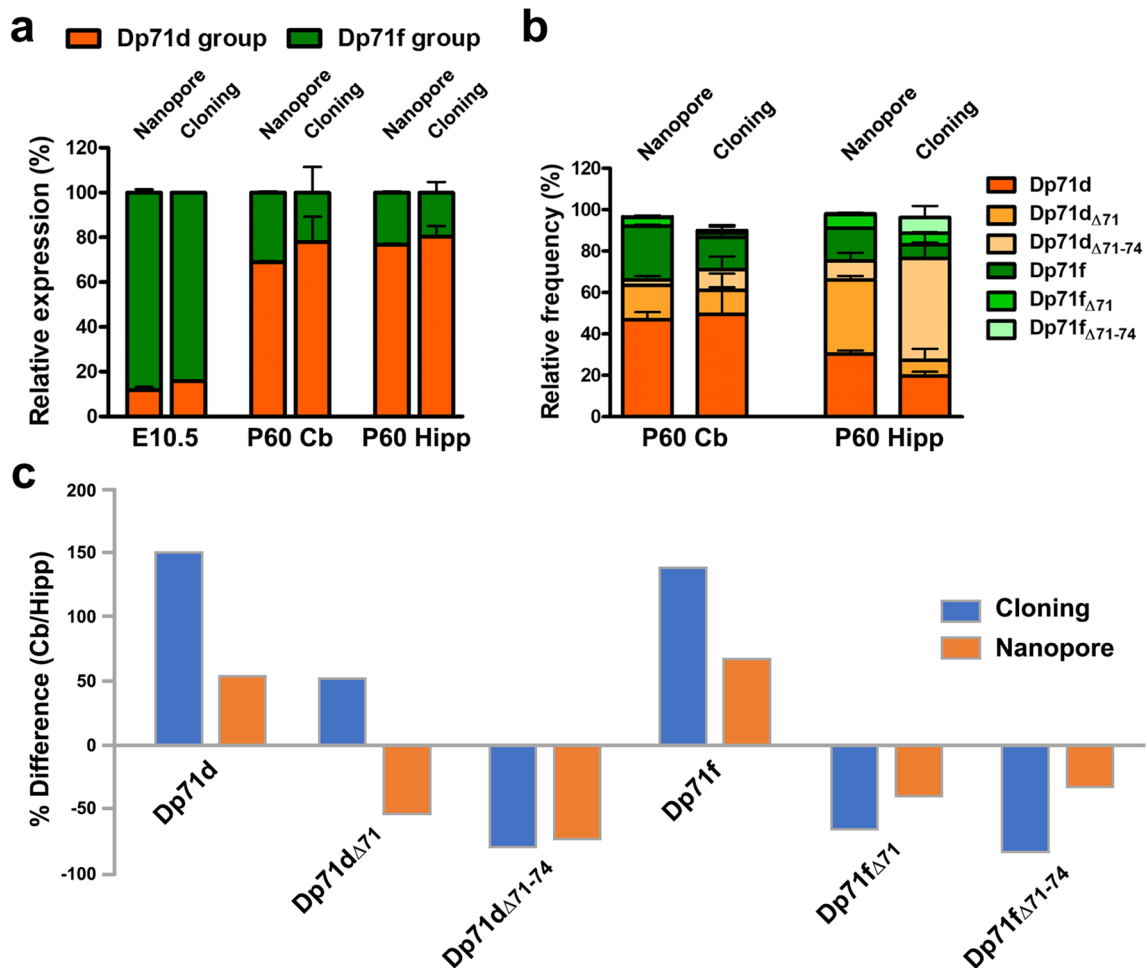 a
Dp71d group Dp71f group
Nanopore
Cloning
Nanopore
Cloning
Nanopore
Cloning
Relative expression (%)
120
100
80
60
40
20
0
E10.5 P60 Cb P60 Hipp
b
Nanopore
Cloning
Nanopore
Cloning
Relative frequency (%)
120
100
80
60
40
20
0
P60 Cb P60 Hipp
Dp71d
Dp71dΔ71
Dp71dΔ71-74
Dp71f
Dp71fΔ71
Dp71fΔ71-74
c
% Difference (Cb/Hipp)
200
150
100
50
0
-50
-100
Cloning
Nanopore
Dp71d
Dp71dΔ71
Dp71dΔ71-74
Dp71f
Dp71fΔ71
Dp71fΔ71-74